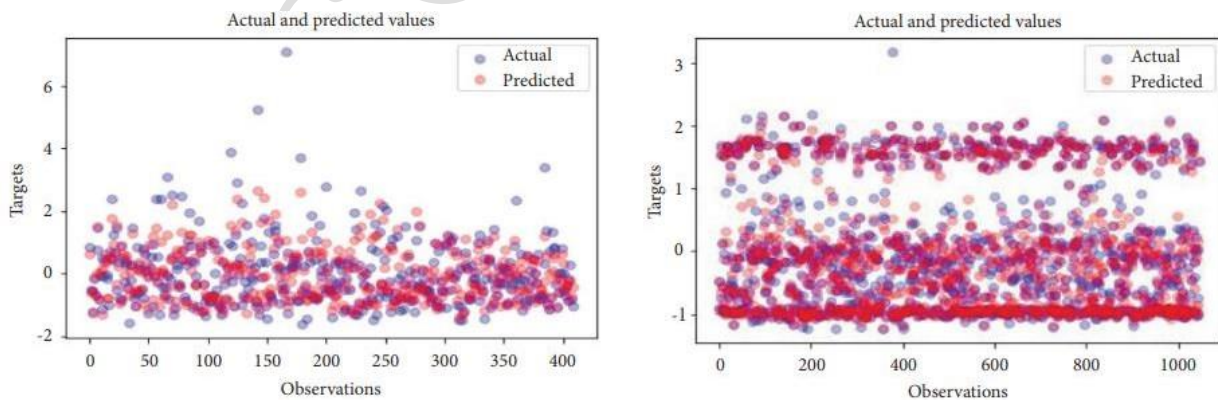 Actual and predicted values
Actual
Predicted
6
4
2
0
-2
Targets
0 50 100 150 200 250 300 350 400
Observations
Actual and predicted values
Actual
Predicted
3
2
1
0
-1
Targets
0 200 400 600 800 1000
Observations